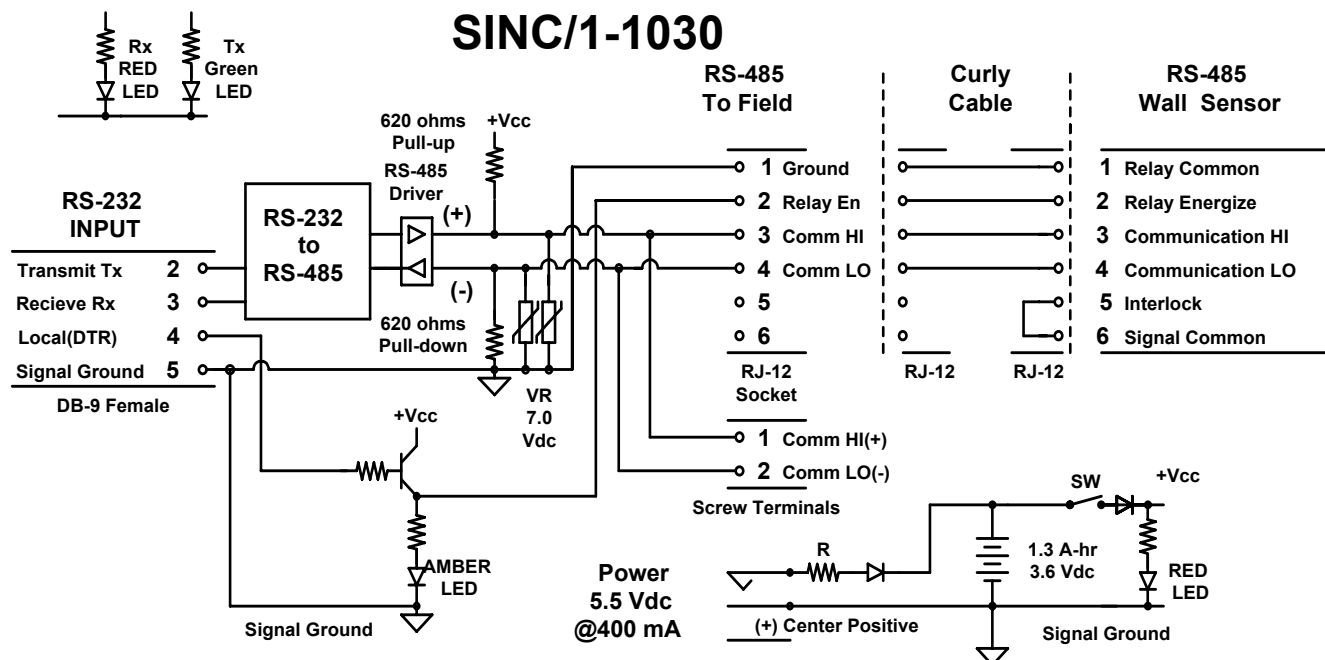 SINC/1-1030
Rx
RED
LED
Tx
Green
LED
RS-232
INPUT
Transmit Tx 2
Recieve Rx 3
Local(DTR) 4
Signal Ground 5
DB-9 Female
RS-232
to
RS-485
620 ohms
Pull-up
+Vcc
RS-485
Driver
(+)
(-)
620 ohms
Pull-down
VR
7.0
Vdc
+Vcc
AMBER
LED
Signal Ground
RS-485
To Field
1 Ground
2 Relay En
3 Comm HI
4 Comm LO
5
6
RJ-12
Socket
1 Comm HI(+)
2 Comm LO(-)
Screw Terminals
Curly
Cable
RJ-12
RJ-12
RS-485
Wall Sensor
1 Relay Common
2 Relay Energize
3 Communication HI
4 Communication LO
5 Interlock
6 Signal Common
Power
5.5 Vdc
@400 mA
R
(+) Center Positive
1.3 A-hr
3.6 Vdc
SW
+Vcc
RED
LED
Signal Ground